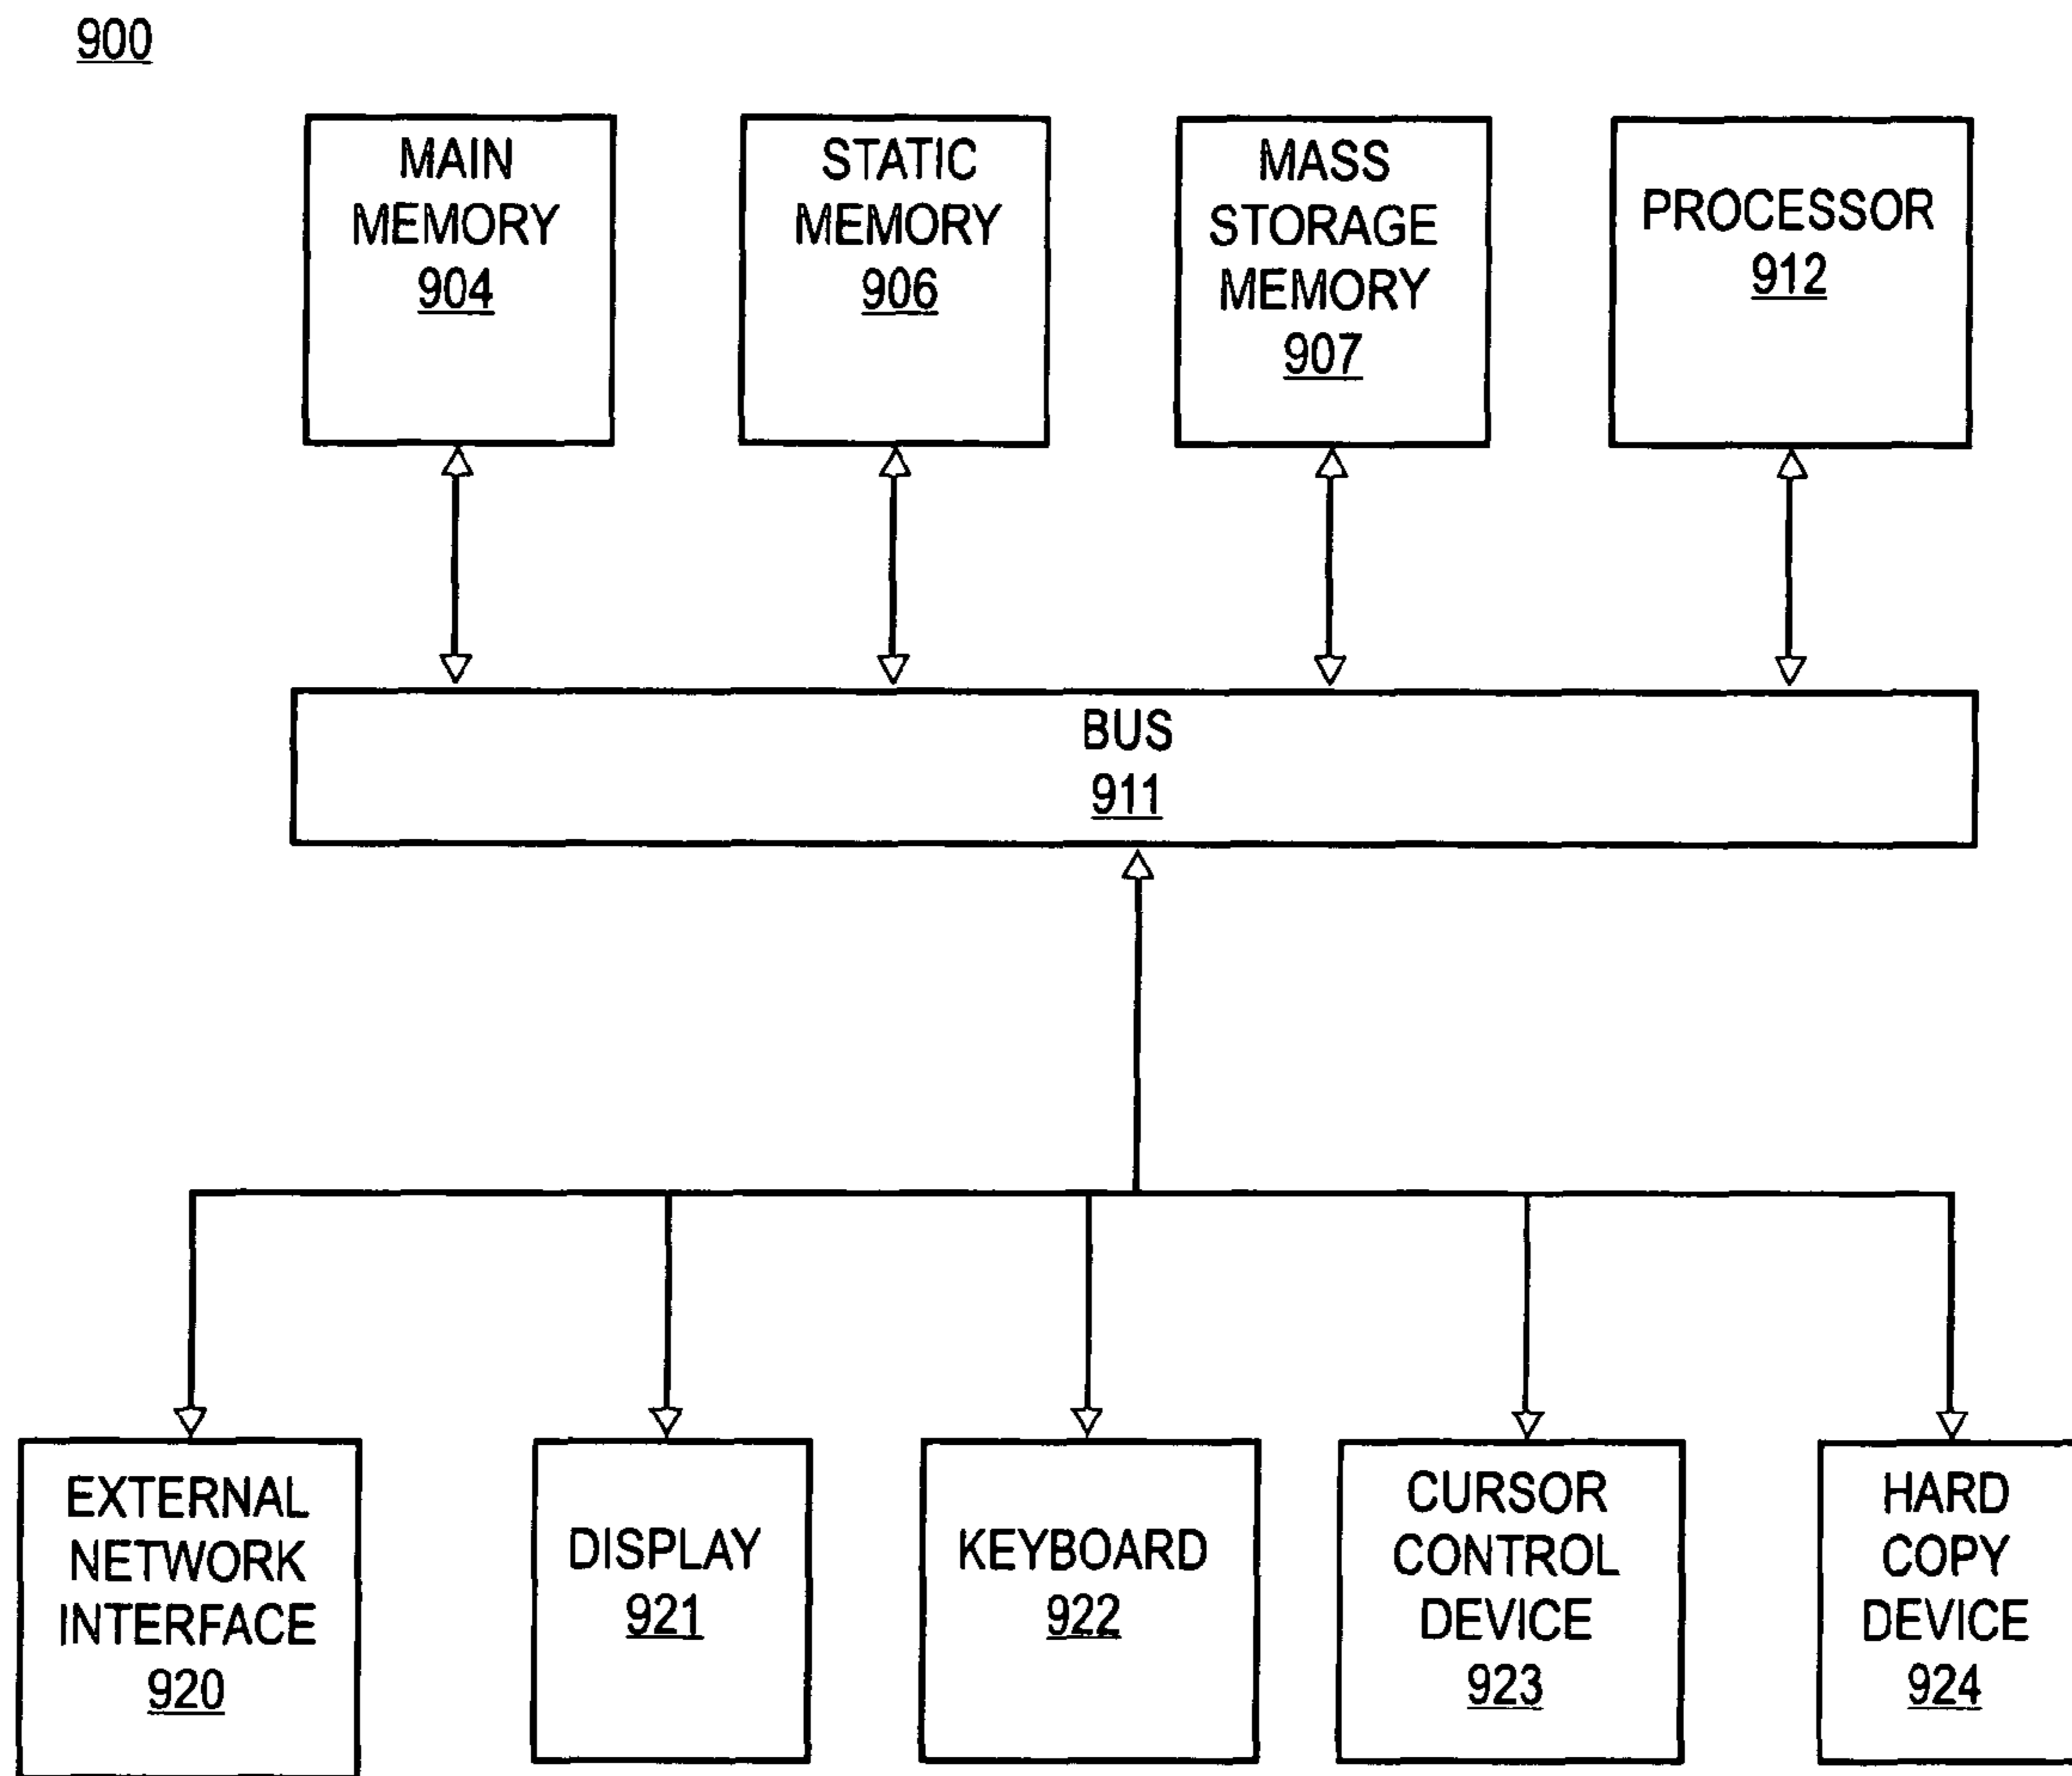 900
MAIN
MEMORY
904
STATIC
MEMORY
906
MASS
STORAGE
MEMORY
907
PROCESSOR
912
BUS
911
EXTERNAL
NETWORK
INTERFACE
920
DISPLAY
921
KEYBOARD
922
CURSOR
CONTROL
DEVICE
923
HARD
COPY
DEVICE
924